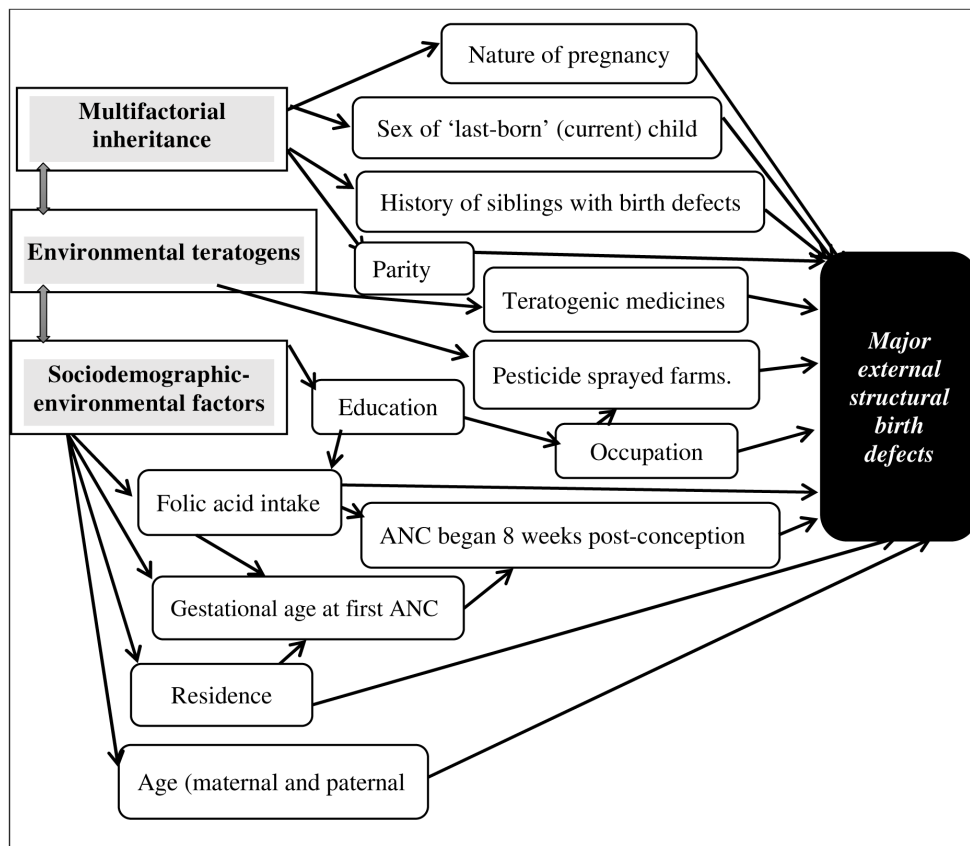 Nature of pregnancy
Multifactorial
inheritance
Sex of ‘last-born’ (current) child
History of siblings with birth defects
Environmental teratogens
Parity
Teratogenic medicines
Major
external
structural
birth
defects
Sociodemographic-
environmental factors
Pesticide sprayed farms.
Education
Occupation
Folic acid intake
ANC began 8 weeks post-conception
Gestational age at first ANC
Residence
Age (maternal and paternal